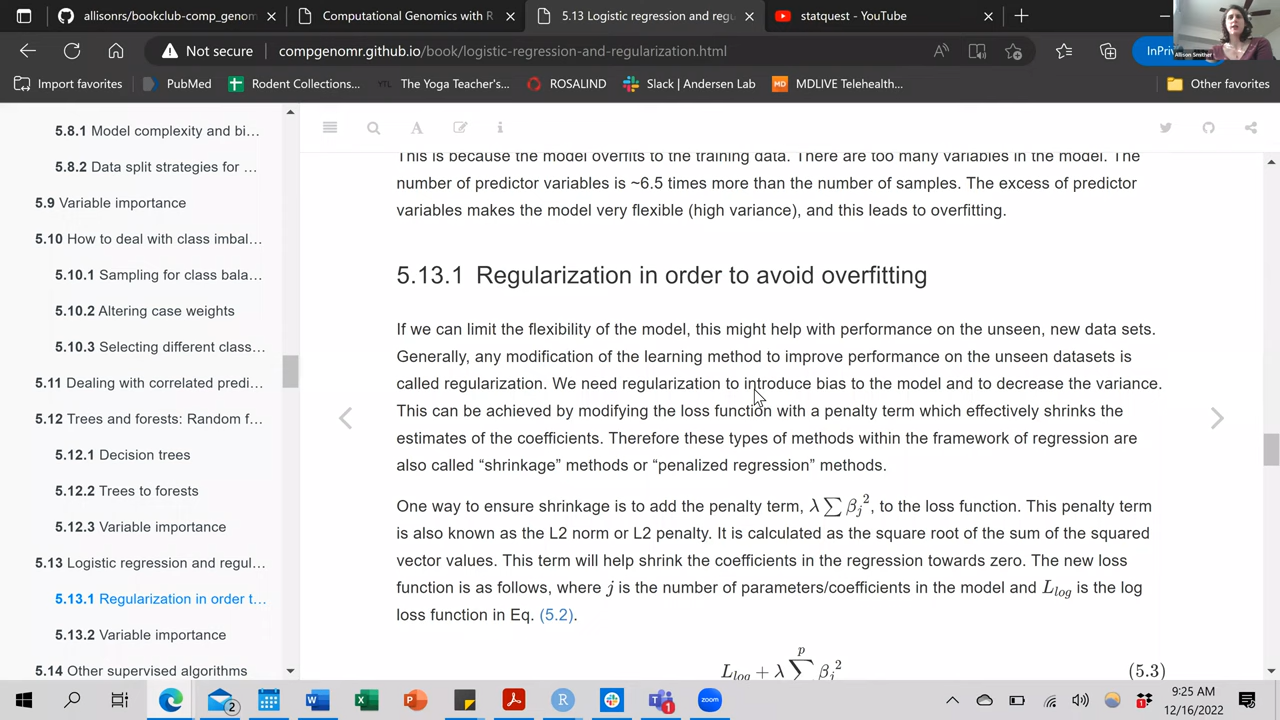 allisonrs/bookclub-comp_genom
Computational Genomics with R
5.13 Logistic regression and regu
statquest - YouTube
Not secure
compgenomr.github.io/book/logistic-regression-and-regularization.html
InPriv
Allison Smither
Import favorites
PubMed
Rodent Collections...
YTL
The Yoga Teacher's...
ROSALIND
Slack | Andersen Lab
MD
MDLIVE Telehealth...
Other favorites
5.8.1 Model complexity and bi...
5.8.2 Data split strategies for ...
5.9 Variable importance
5.10 How to deal with class imbal...
5.10.1 Sampling for class bala...
5.10.2 Altering case weights
5.10.3 Selecting different class...
5.11 Dealing with correlated predi...
5.12 Trees and forests: Random f...
5.12.1 Decision trees
5.12.2 Trees to forests
5.12.3 Variable importance
5.13 Logistic regression and regul...
5.13.1 Regularization in order t...
5.13.2 Variable importance
5.14 Other supervised algorithms
This is because the model overfits to the training data. There are too many variables in the model. The
number of predictor variables is ~6.5 times more than the number of samples. The excess of predictor
variables makes the model very flexible (high variance), and this leads to overfitting.
5.13.1 Regularization in order to avoid overfitting
If we can limit the flexibility of the model, this might help with performance on the unseen, new data sets.
Generally, any modification of the learning method to improve performance on the unseen datasets is
called regularization. We need regularization to introduce bias to the model and to decrease the variance.
This can be achieved by modifying the loss function with a penalty term which effectively shrinks the
estimates of the coefficients. Therefore these types of methods within the framework of regression are
also called “shrinkage” methods or “penalized regression” methods.
One way to ensure shrinkage is to add the penalty term, λ∑βj², to the loss function. This penalty term
is also known as the L2 norm or L2 penalty. It is calculated as the square root of the sum of the squared
vector values. This term will help shrink the coefficients in the regression towards zero. The new loss
function is as follows, where j is the number of parameters/coefficients in the model and Llog is the log
loss function in Eq. (5.2).
Llog + λ ∑ p βj² (5.3)
2
1
9:25 AM
12/16/2022